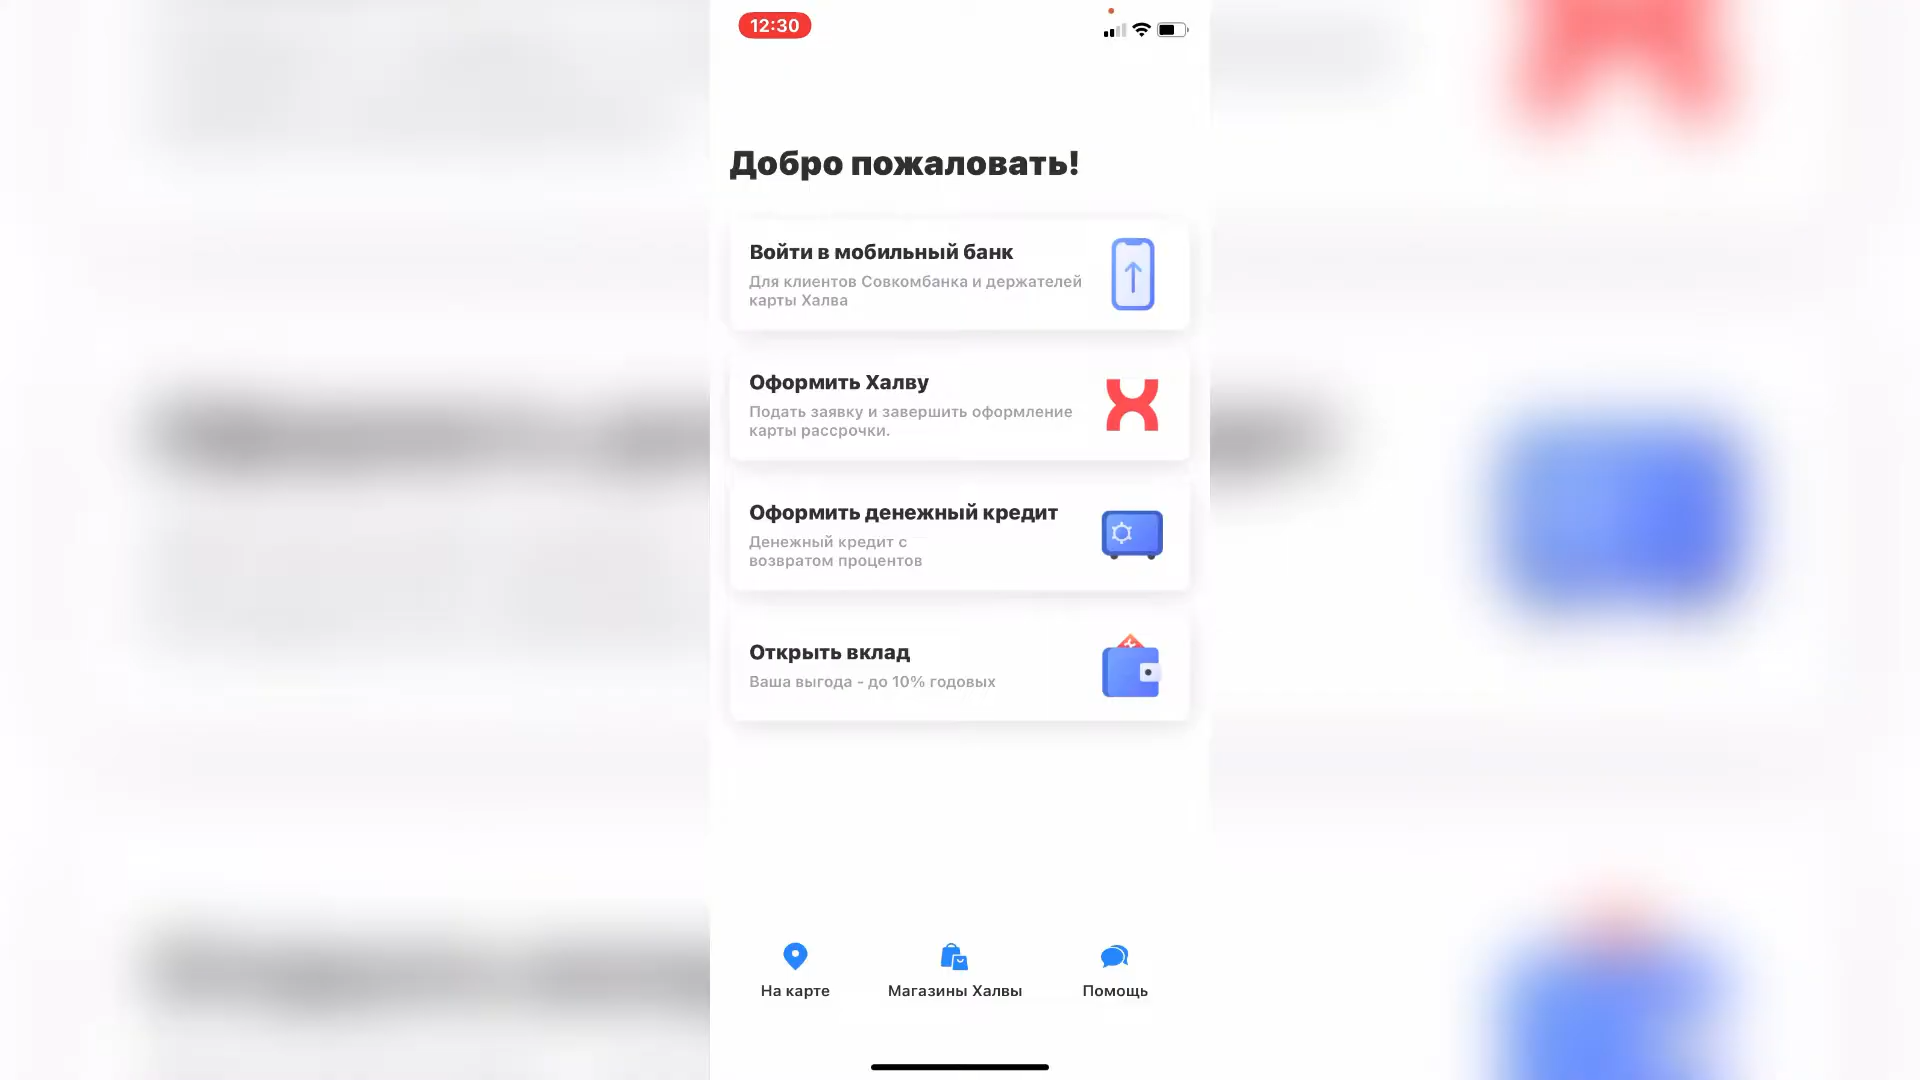 12:30
Добро пожаловать!
Войти в мобильный банк
Для клиентов Совкомбанка и держателей
карты Халва
Оформить Халву
Подать заявку и завершить оформление
карты рассрочки.
Оформить денежный кредит
Денежный кредит с
возвратом процентов
Открыть вклад
Ваша выгода - до 10% годовых
На карте
Магазины Халвы
Помощь